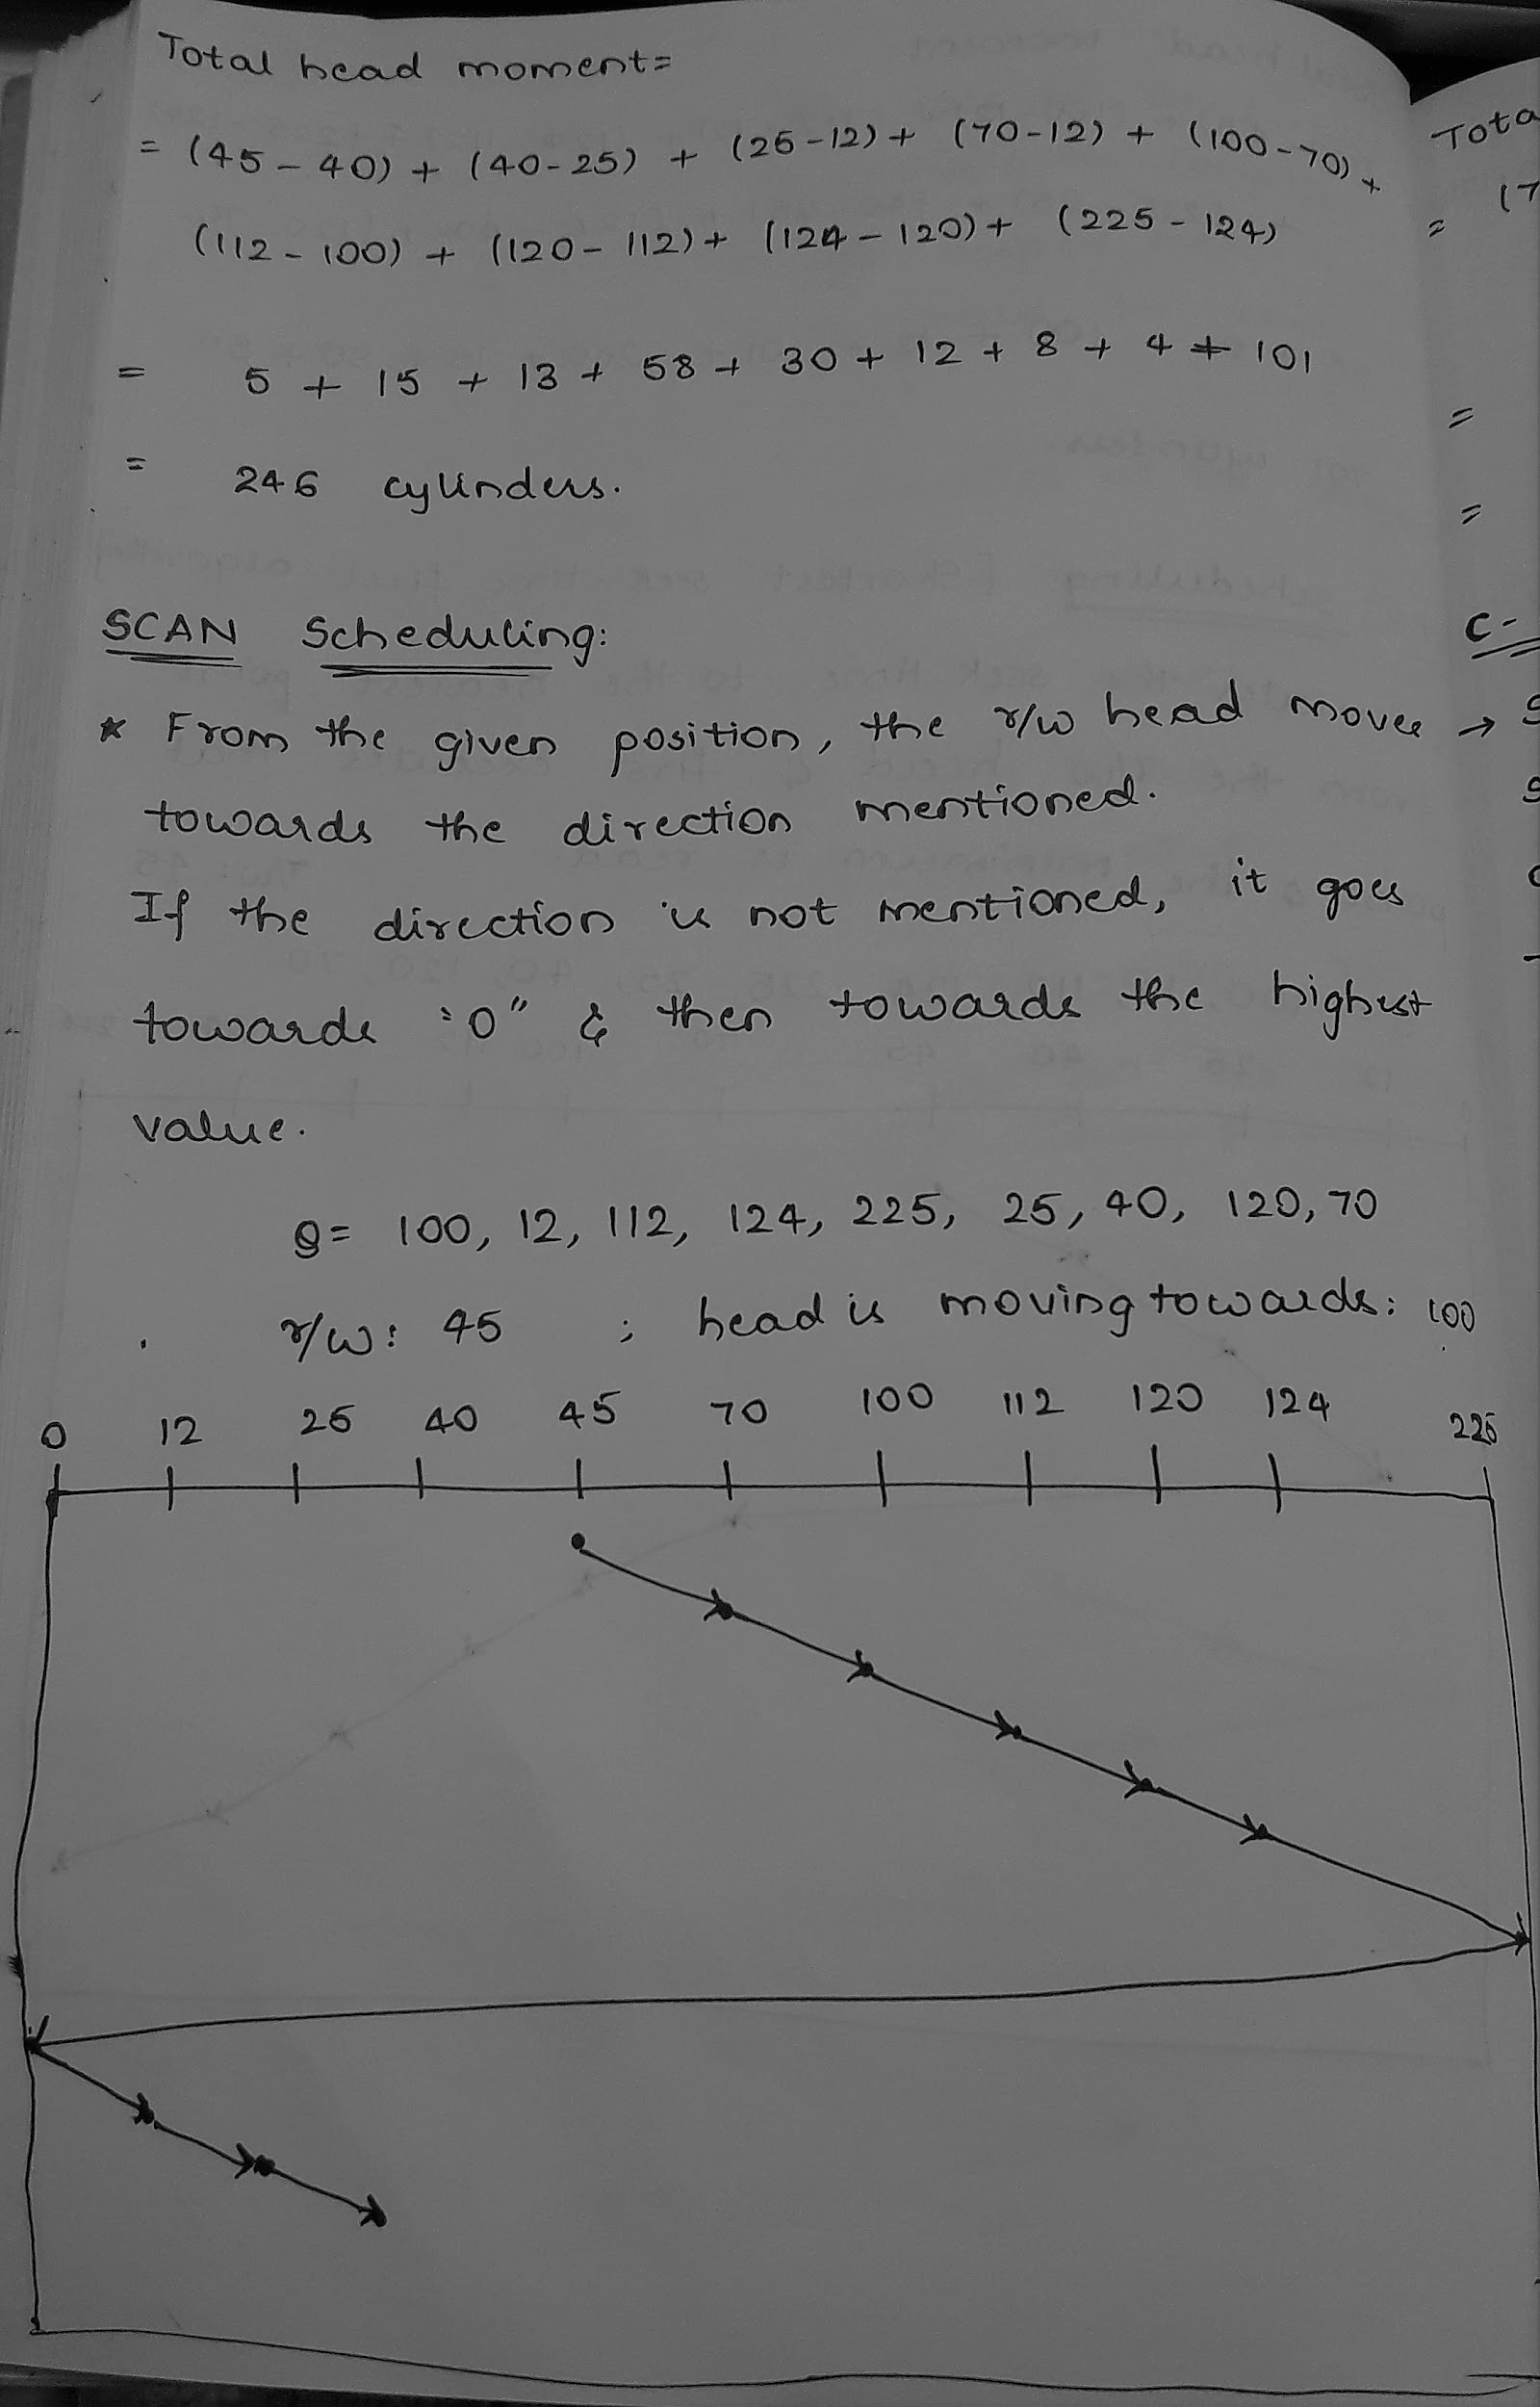 Total head moment=
= (45 - 40) + (40-25) + (25-12) + (70-12) + (100-70) +
(112 - 100) + (120 - 112) + (124 - 120) + (225 - 124)
= 5 + 15 + 13 + 58 + 30 + 12 + 8 + 4 + 101
= 246 cylinders.
SCAN Scheduling:
* From the given position, the r/w head moves
towards the direction mentioned.
If the direction is not mentioned, it goes
towards "0" & then towards the highest
value.
Q= 100, 12, 112, 124, 225, 25, 40, 120, 70
r/w: 45 ; head is moving towards: 100
0 12 25 40 45 70 100 112 120 124 225
Tota
= (7
=
=
C-
→ S